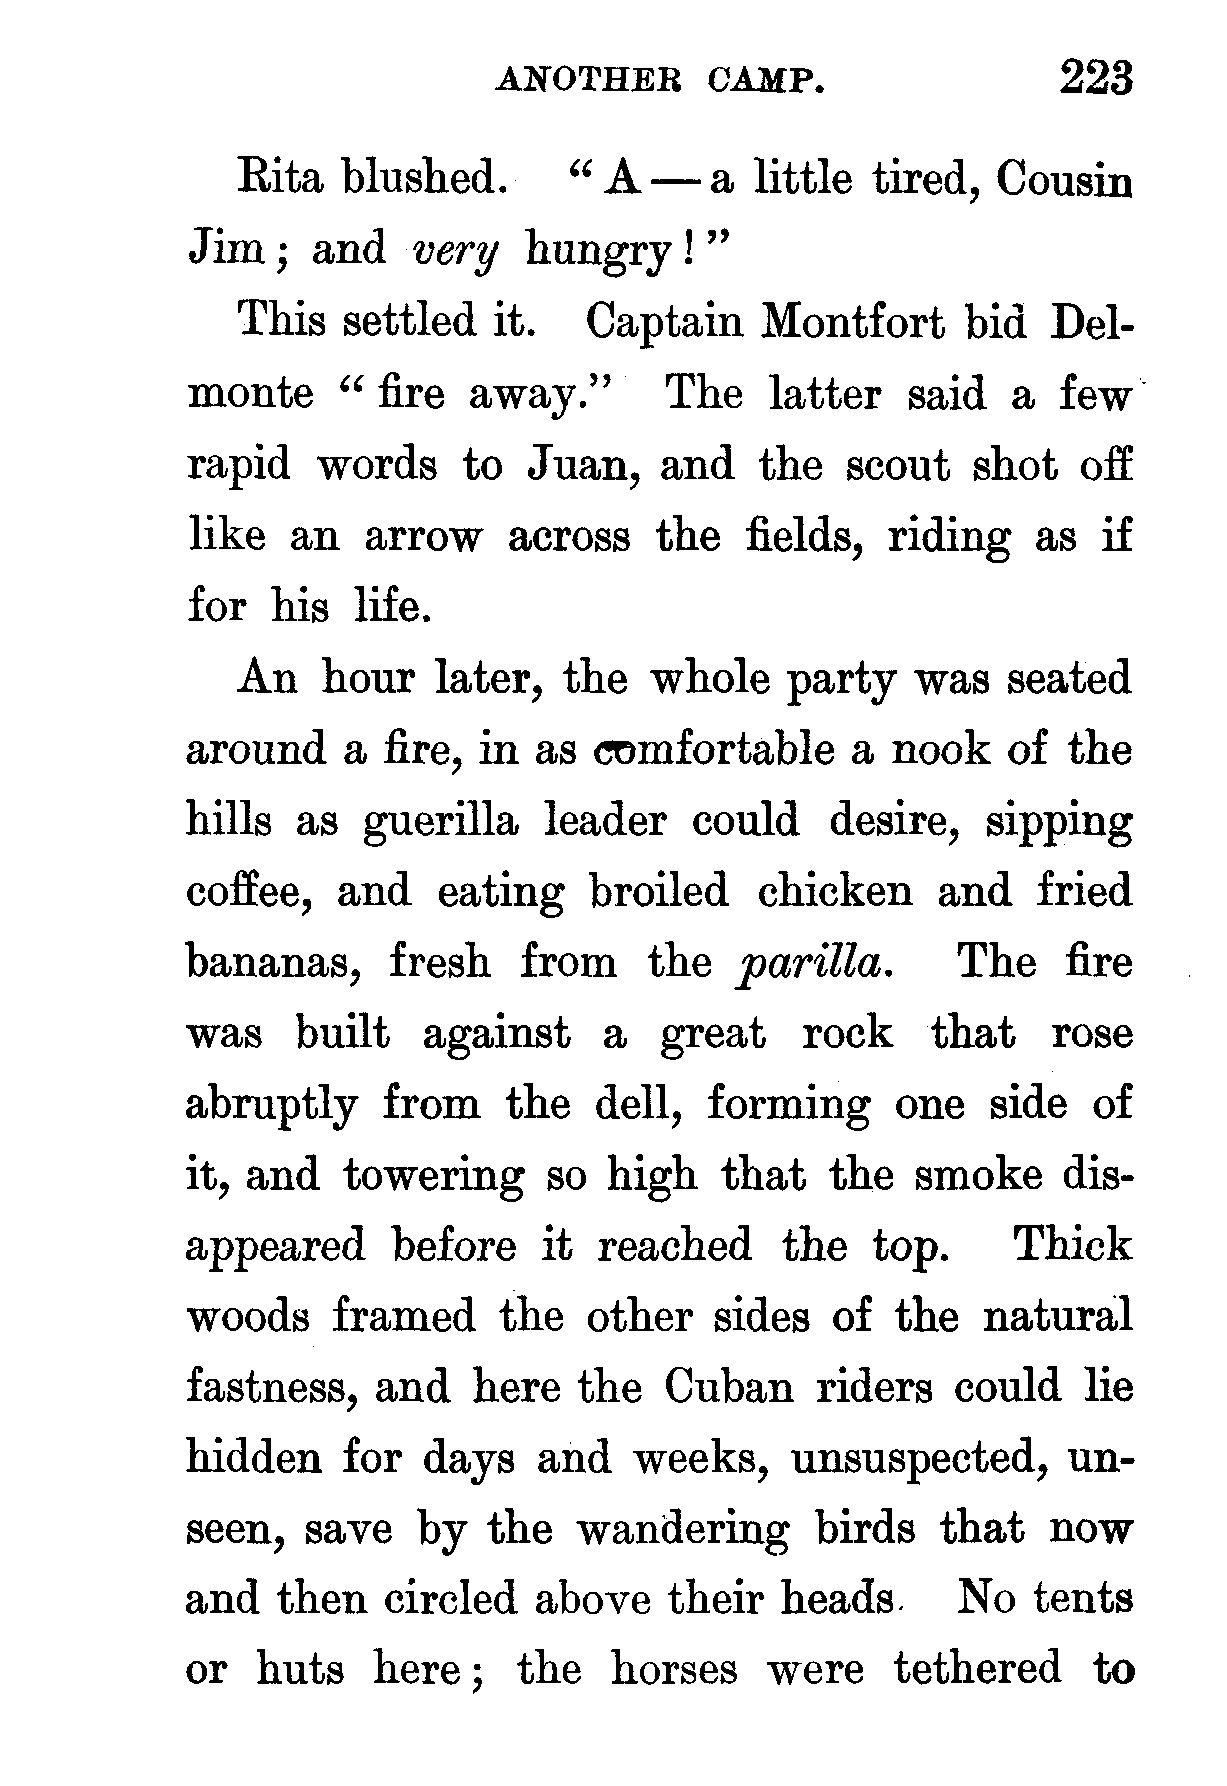 ANOTHER CAMP. 223
Rita blushed. “A — a little tired, Cousin
Jim; and very hungry!”
This settled it. Captain Montfort bid Del-
monte “fire away.” The latter said a few
rapid words to Juan, and the scout shot off
like an arrow across the fields, riding as if
for his life.
An hour later, the whole party was seated
around a fire, in as comfortable a nook of the
hills as guerilla leader could desire, sipping
coffee, and eating broiled chicken and fried
bananas, fresh from the parilla. The fire
was built against a great rock that rose
abruptly from the dell, forming one side of
it, and towering so high that the smoke dis-
appeared before it reached the top. Thick
woods framed the other sides of the natural
fastness, and here the Cuban riders could lie
hidden for days and weeks, unsuspected, un-
seen, save by the wandering birds that now
and then circled above their heads. No tents
or huts here; the horses were tethered to